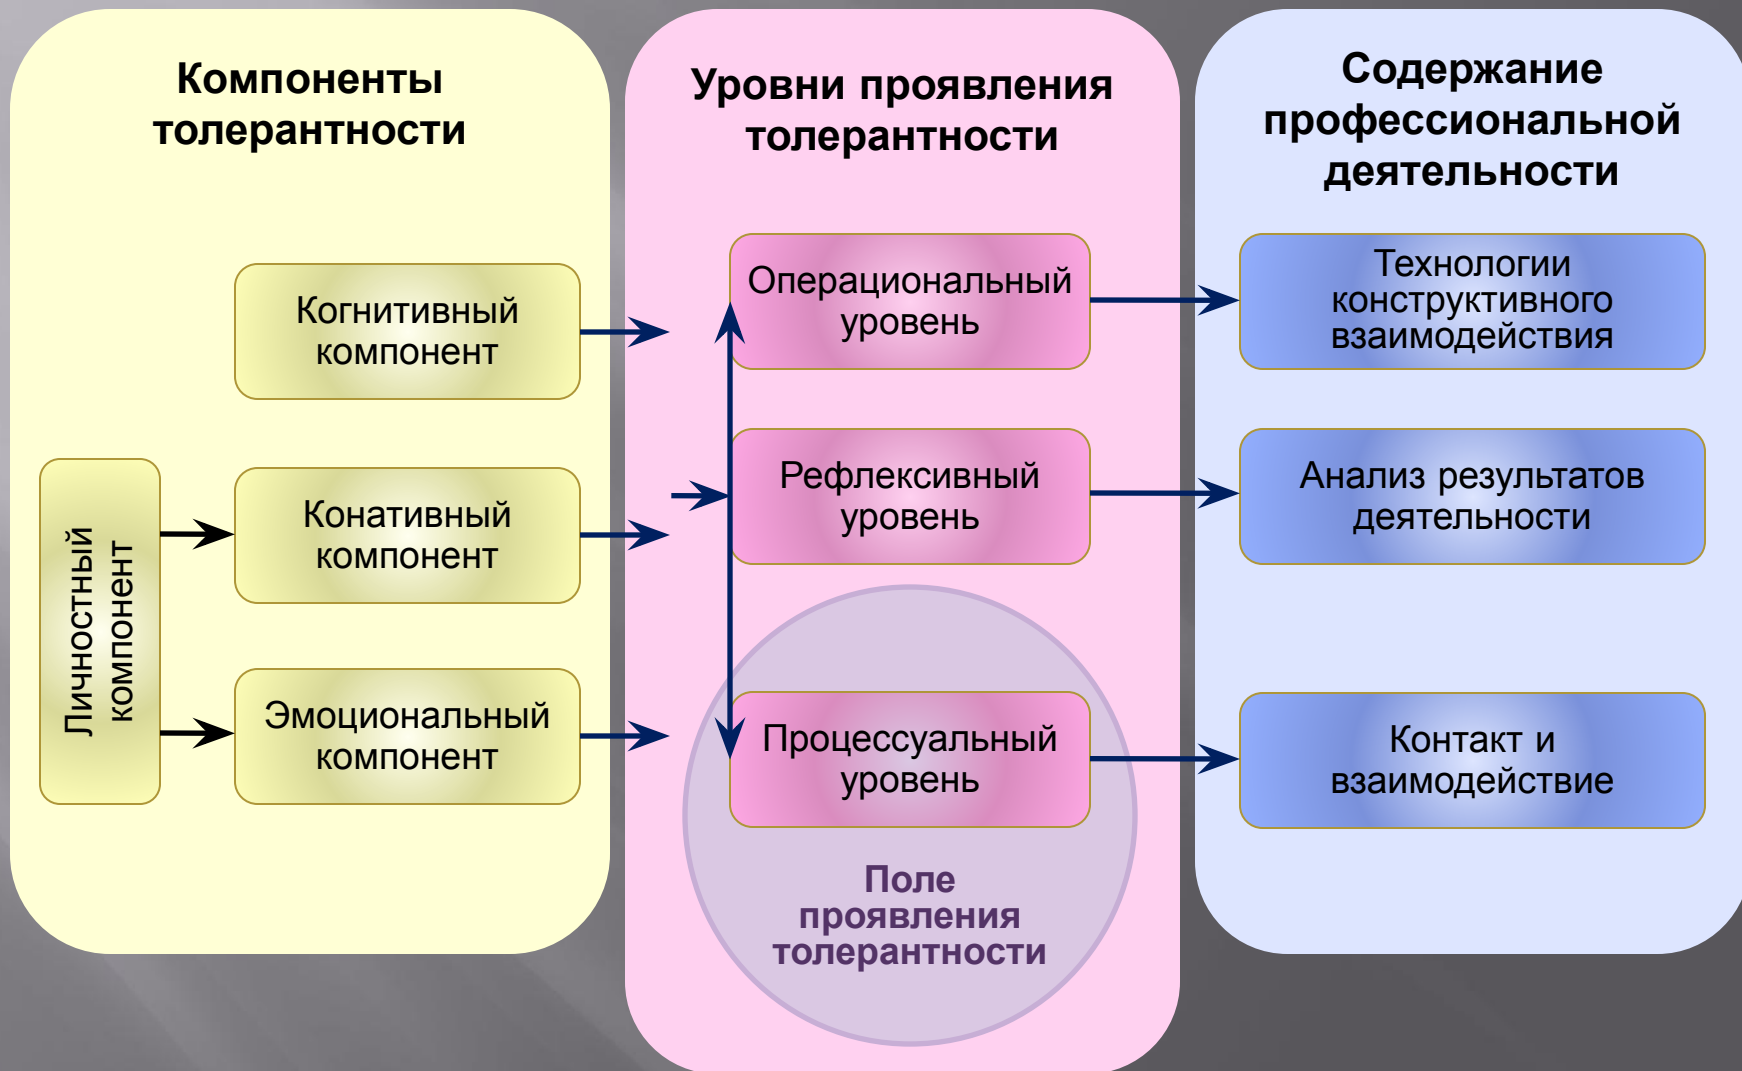 Компоненты
толерантности
Когнитивный
компонент
Личностный
компонент
Конативный
компонент
Эмоциональный
компонент
Уровни проявления
толерантности
Операциональный
уровень
Рефлексивный
уровень
Процессуальный
уровень
Поле
проявления
толерантности
Содержание
профессиональной
деятельности
Технологии
конструктивного
взаимодействия
Анализ результатов
деятельности
Контакт и
взаимодействие